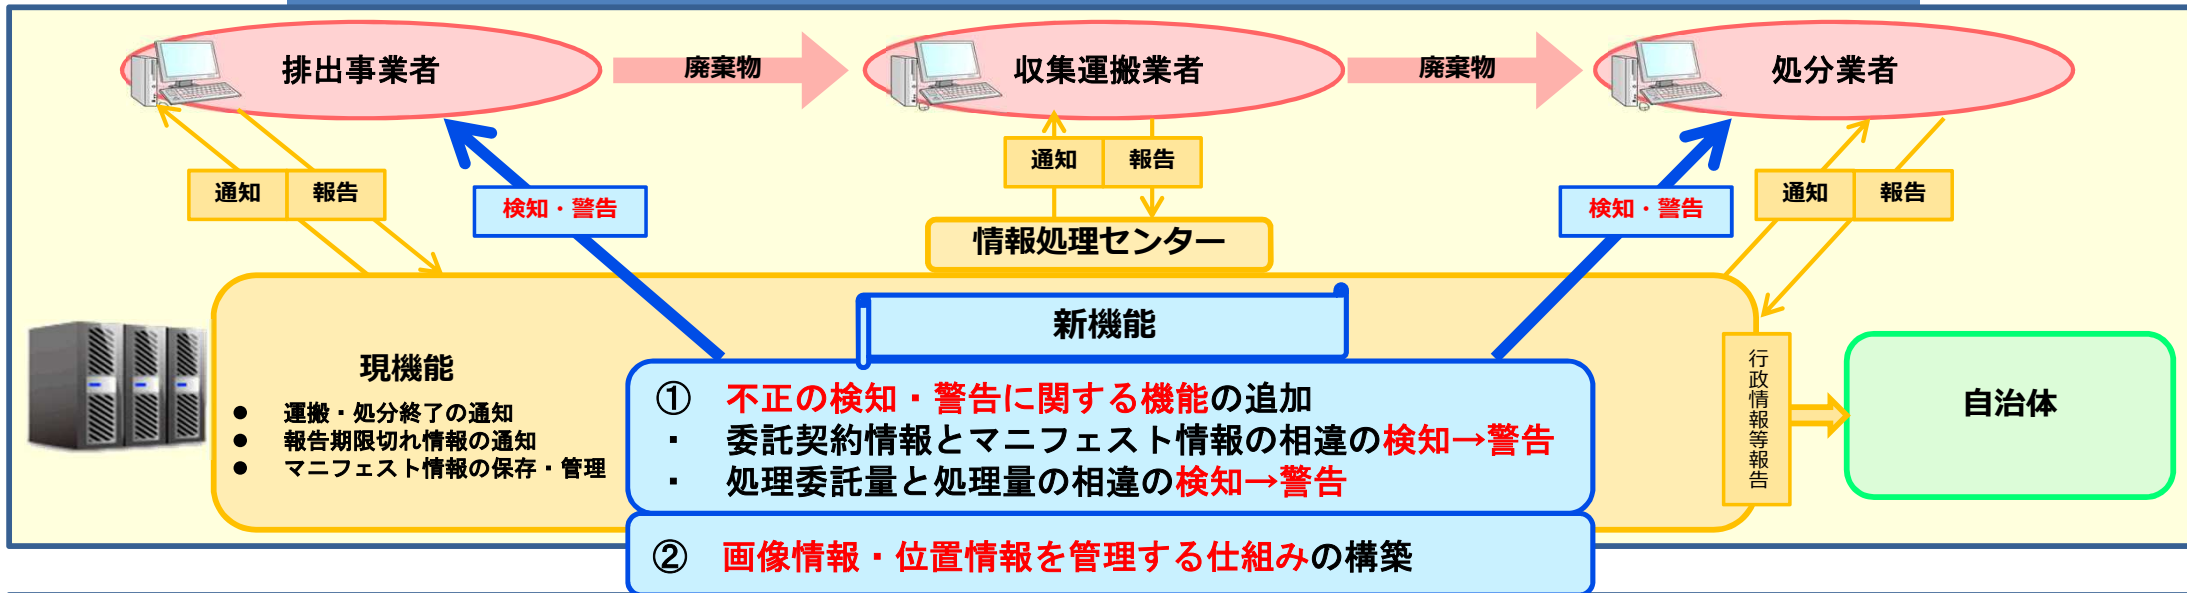 排出事業者
廃棄物
収集運搬業者
廃棄物
処分業者
通知
報告
検知・警告
通知
報告
検知・警告
通知
報告
情報処理センター
新機能
現機能
● 運搬・処分終了の通知
● 報告期限切れ情報の通知
● マニフェスト情報の保存・管理
① 不正の検知・警告に関する機能の追加
・ 委託契約情報とマニフェスト情報の相違の検知→警告
・ 処理委託量と処理量の相違の検知→警告
② 画像情報・位置情報を管理する仕組みの構築
行政情報等報告
自治体